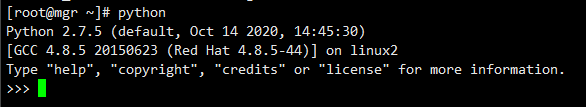 [root@mgr ~]# python
Python 2.7.5 (default, Oct 14 2020, 14:45:30)
[GCC 4.8.5 20150623 (Red Hat 4.8.5-44)] on linux2
Type "help", "copyright", "credits" or "license" for more information.
>>>